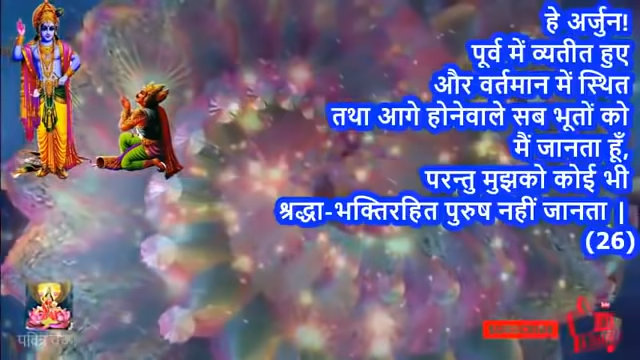 हे अर्जुन!
पूर्व में व्यतीत हुए
और वर्तमान में स्थित
तथा आगे होनेवाले सब भूतों को
मैं जानता हूँ,
परन्तु मुझको कोई भी
श्रद्धा-भक्तिरहित पुरुष नहीं जानता |
(26)